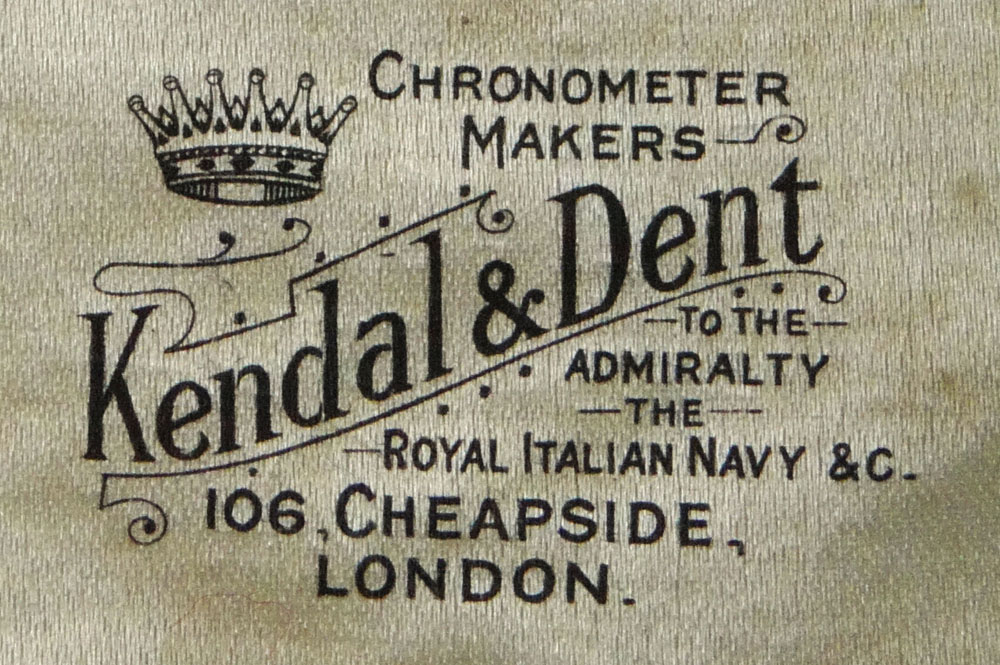 CHRONOMETER
MAKERS
Kendal & Dent
—TO THE—
ADMIRALTY
—THE—
—ROYAL ITALIAN NAVY &C.
106, CHEAPSIDE,
LONDON.